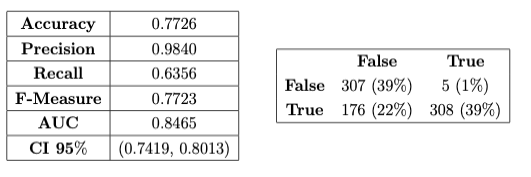 Accuracy 0.7726
Precision 0.9840
Recall 0.6356
F-Measure 0.7723
AUC 0.8465
CI 95% (0.7419, 0.8013)
False True
False 307 (39%) 5 (1%)
True 176 (22%) 308 (39%)